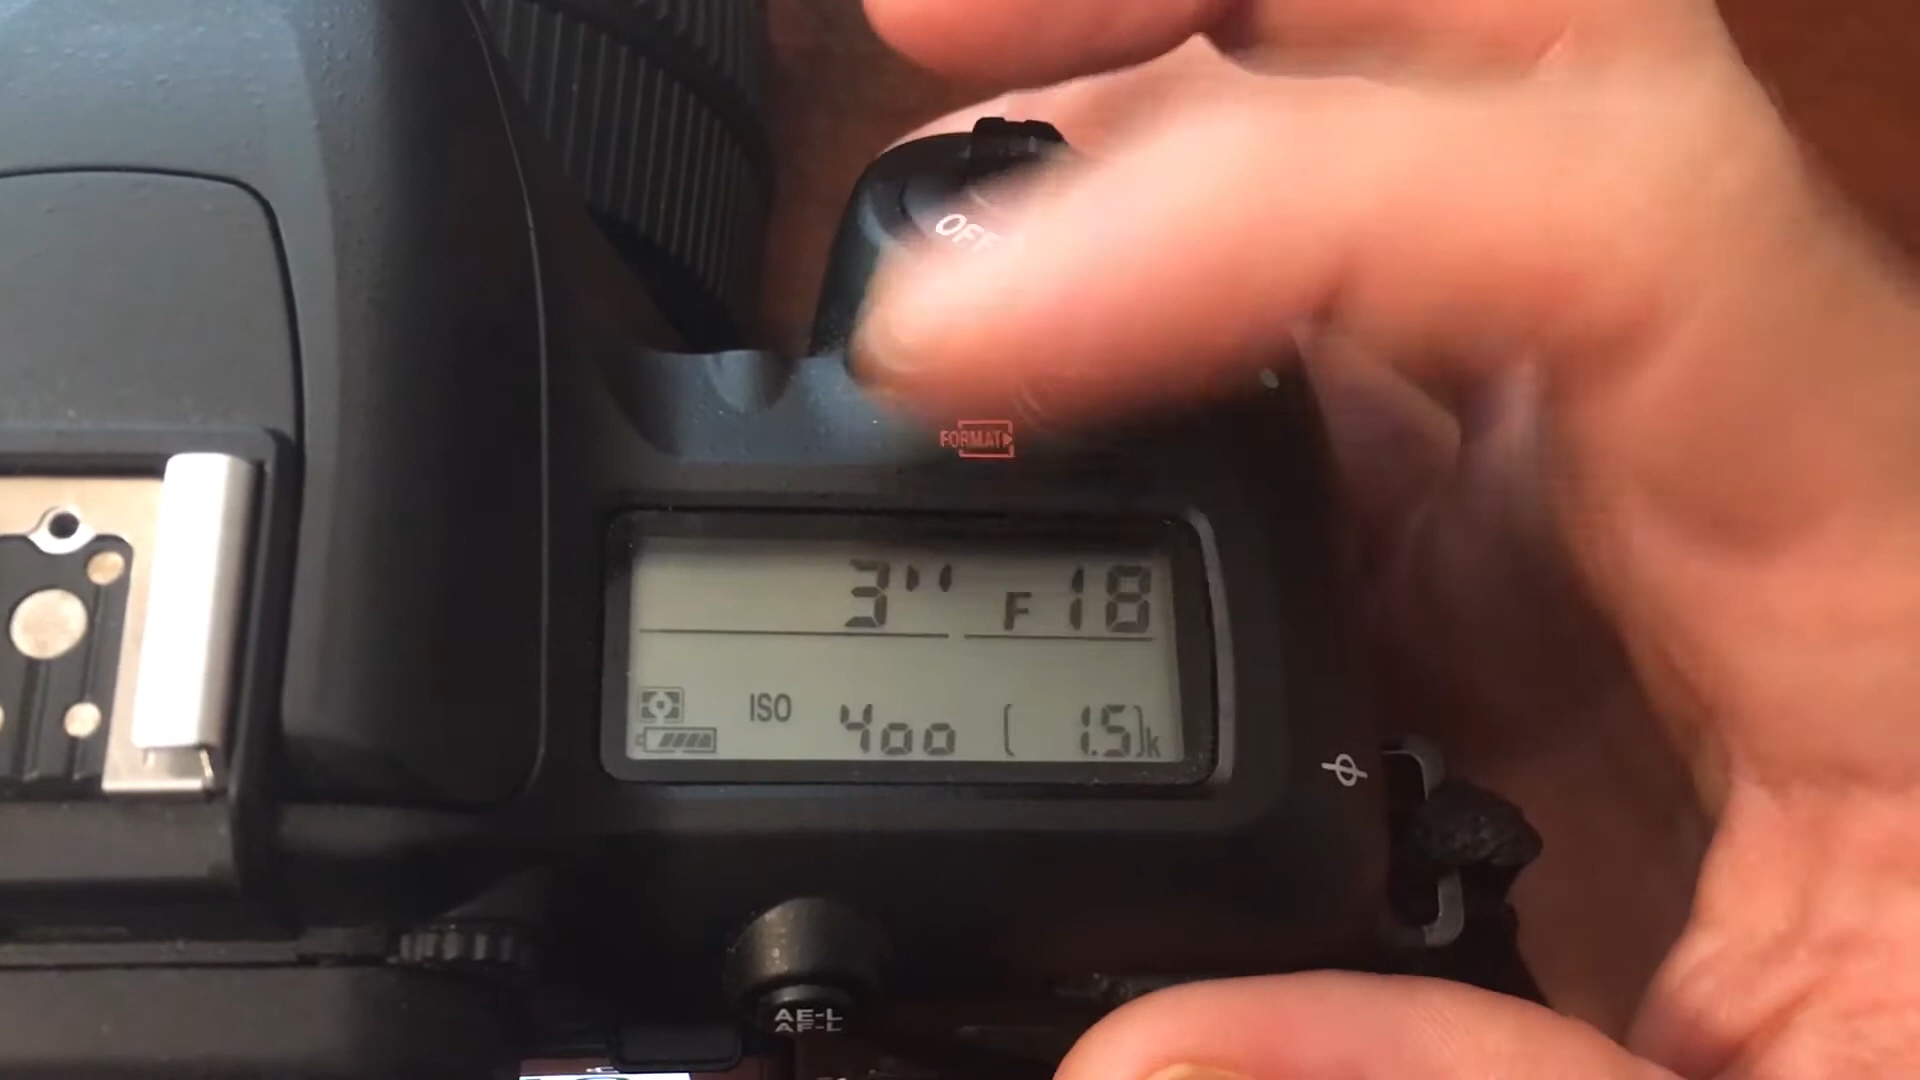 OFF
FORMAT
3" F18
ISO 400 [1.5]k
AE-L
AF-L